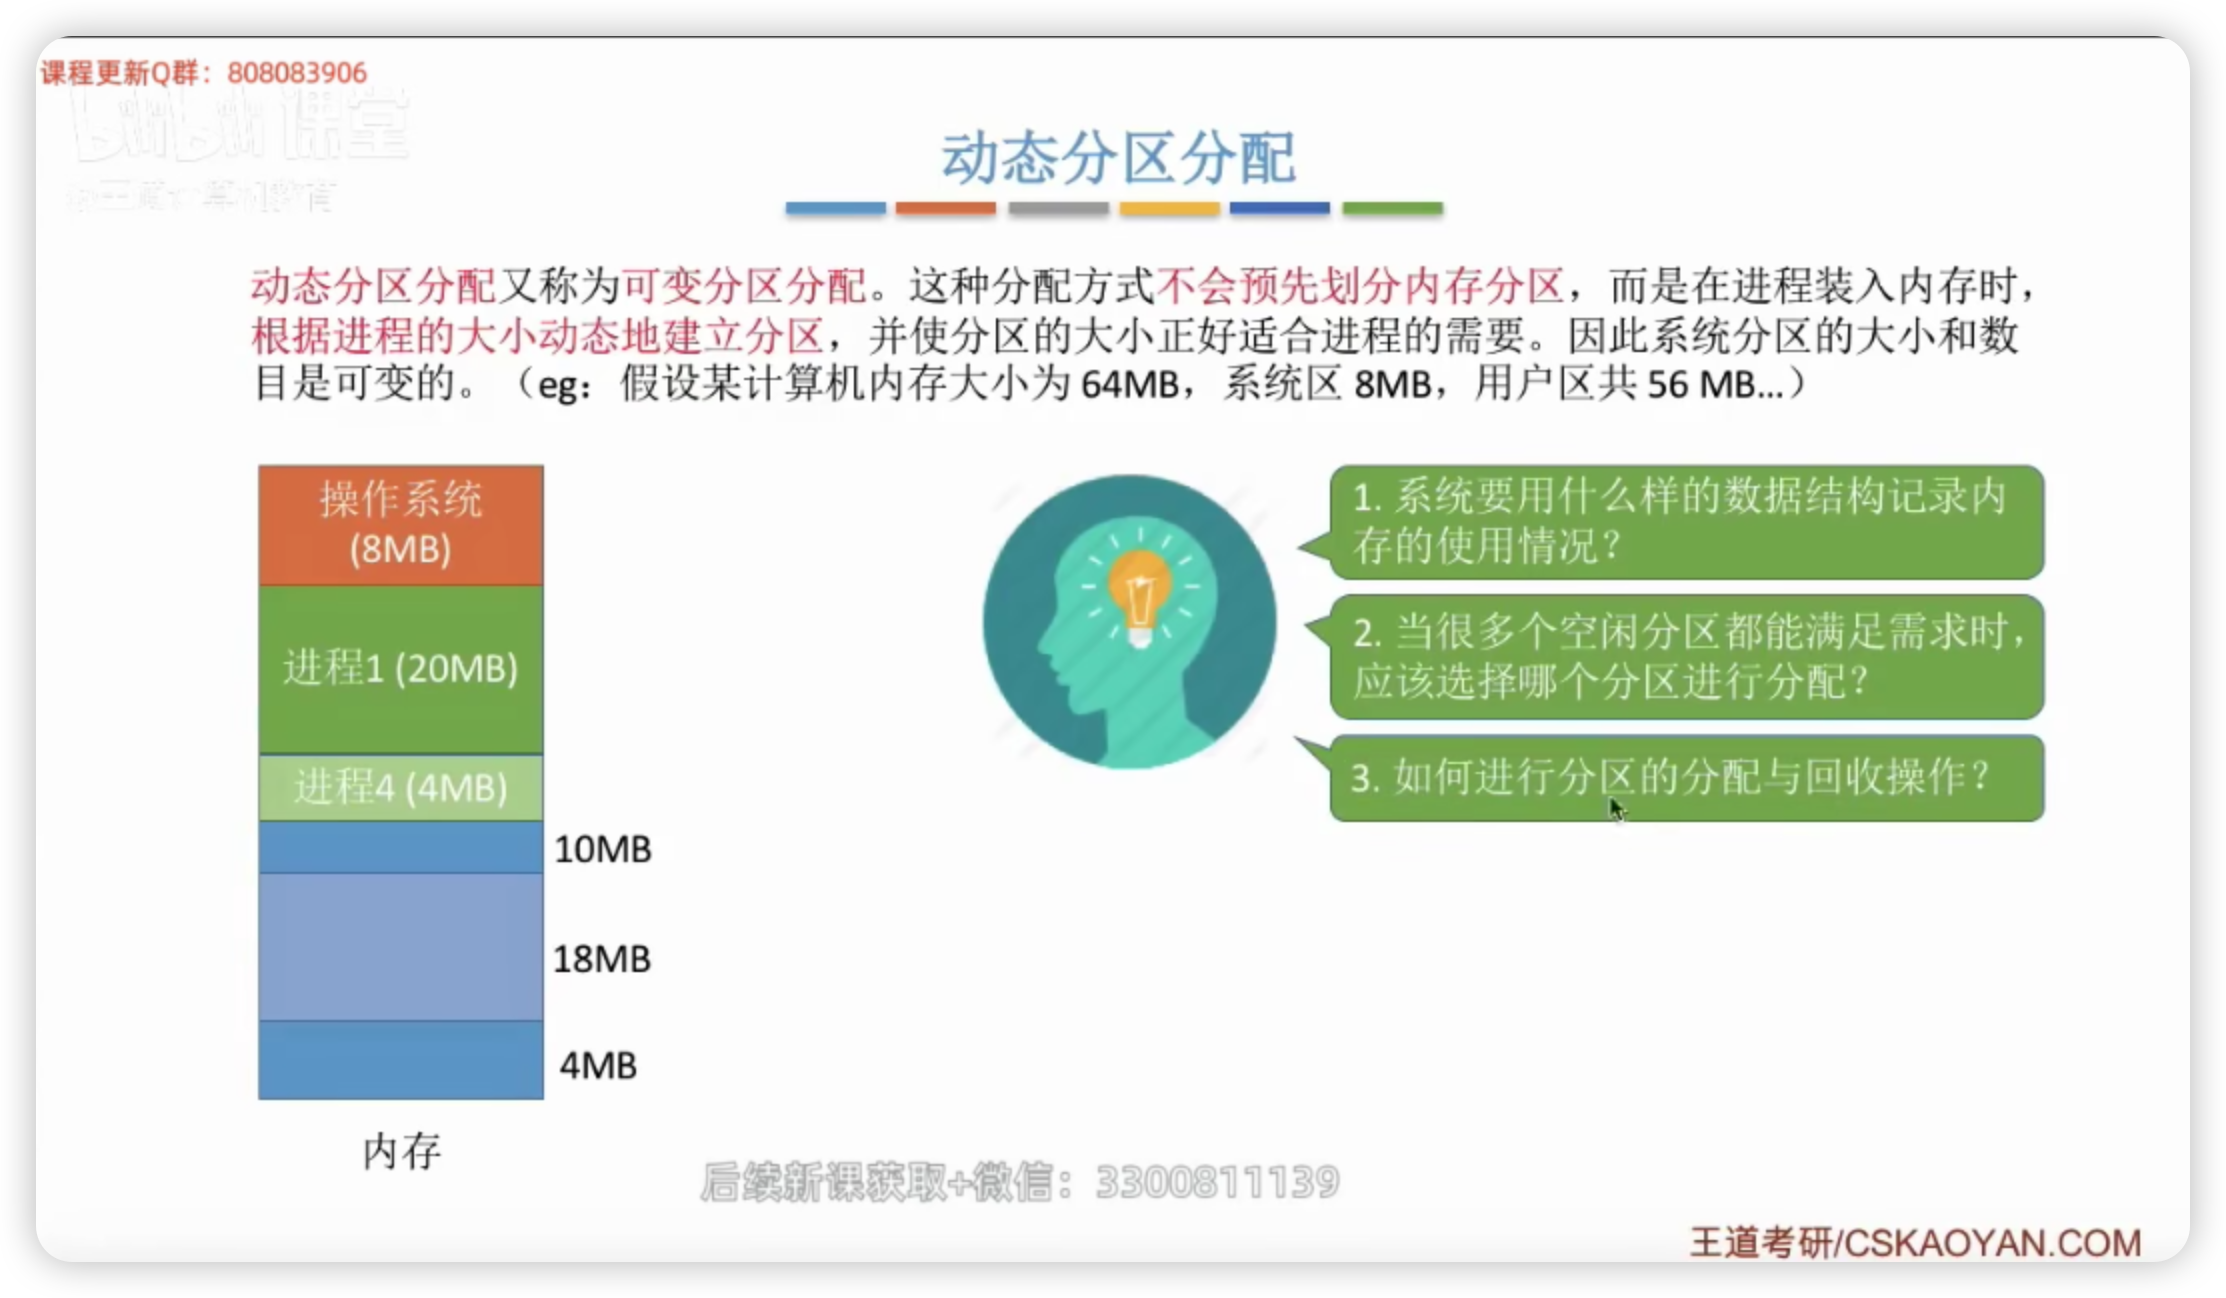 课程更新Q群：808083906
bilibili 课堂
@王道计算机教育
动态分区分配
动态分区分配又称为可变分区分配。这种分配方式不会预先划分内存分区，而是在进程装入内存时，
根据进程的大小动态地建立分区，并使分区的大小正好适合进程的需要。因此系统分区的大小和数
目是可变的。（eg：假设某计算机内存大小为 64MB，系统区 8MB，用户区共 56 MB...）
操作系统
(8MB)
进程1 (20MB)
进程4 (4MB)
10MB
18MB
4MB
内存
1. 系统要用什么样的数据结构记录内
存的使用情况？
2. 当很多个空闲分区都能满足需求时，
应该选择哪个分区进行分配？
3. 如何进行分区的分配与回收操作？
后续新课获取+微信：3300811139
王道考研/CSKAOYAN.COM